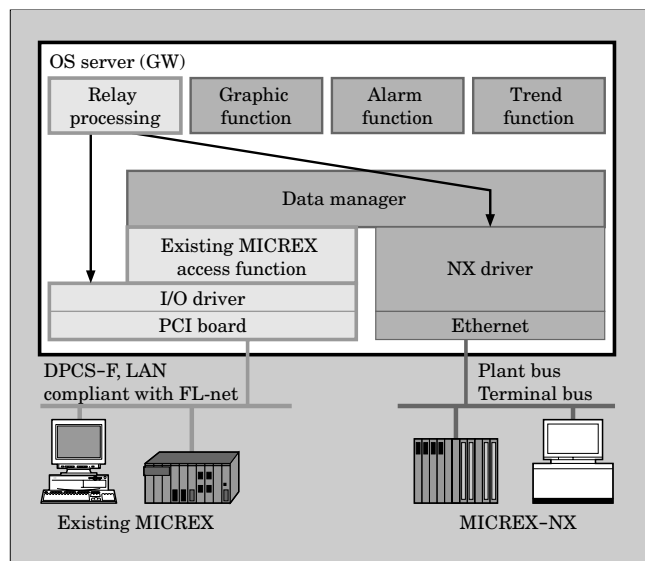 OS server (GW)
Relay
processing
Graphic
function
Alarm
function
Trend
function
Data manager
Existing MICREX
access function
NX driver
I/O driver
PCI board
Ethernet
DPCS-F, LAN
compliant with FL-net
Plant bus
Terminal bus
Existing MICREX
MICREX-NX